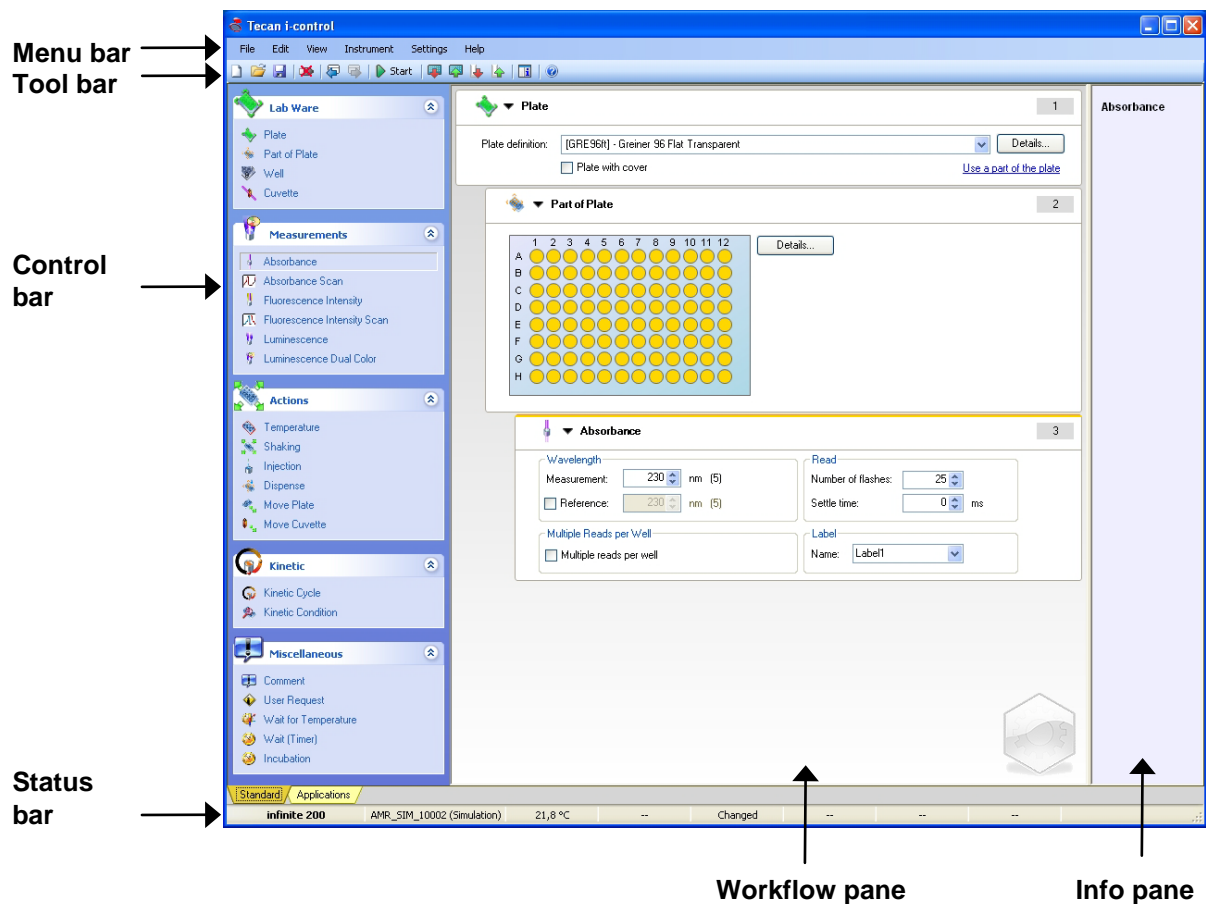 Menu bar
Tool bar
Control
bar
Status
bar
Tecan i-control
File Edit View Instrument Settings Help
Start
Lab Ware
Plate
Part of Plate
Well
Cuvette
Measurements
Absorbance
Absorbance Scan
Fluorescence Intensity
Fluorescence Intensity Scan
Luminescence
Luminescence Dual Color
Actions
Temperature
Shaking
Injection
Dispense
Move Plate
Move Cuvette
Kinetic
Kinetic Cycle
Kinetic Condition
Miscellaneous
Comment
User Request
Wait for Temperature
Wait (Timer)
Incubation
Plate 1
Plate definition: [GRE96ft] - Greiner 96 Flat Transparent Details...
Plate with cover Use a part of the plate
Part of Plate 2
1 2 3 4 5 6 7 8 9 10 11 12
Details...
A
B
C
D
E
F
G
H
Absorbance 3
Wavelength
Measurement: 230 nm (5)
Reference: 230 nm (5)
Read
Number of flashes: 25
Settle time: 0 ms
Multiple Reads per Well
Multiple reads per well
Label
Name: Label1
Absorbance
Standard Applications
infinite 200 AMR_SIM_10002 (Simulation) 21,8 °C -- Changed -- -- --
Workflow pane
Info pane